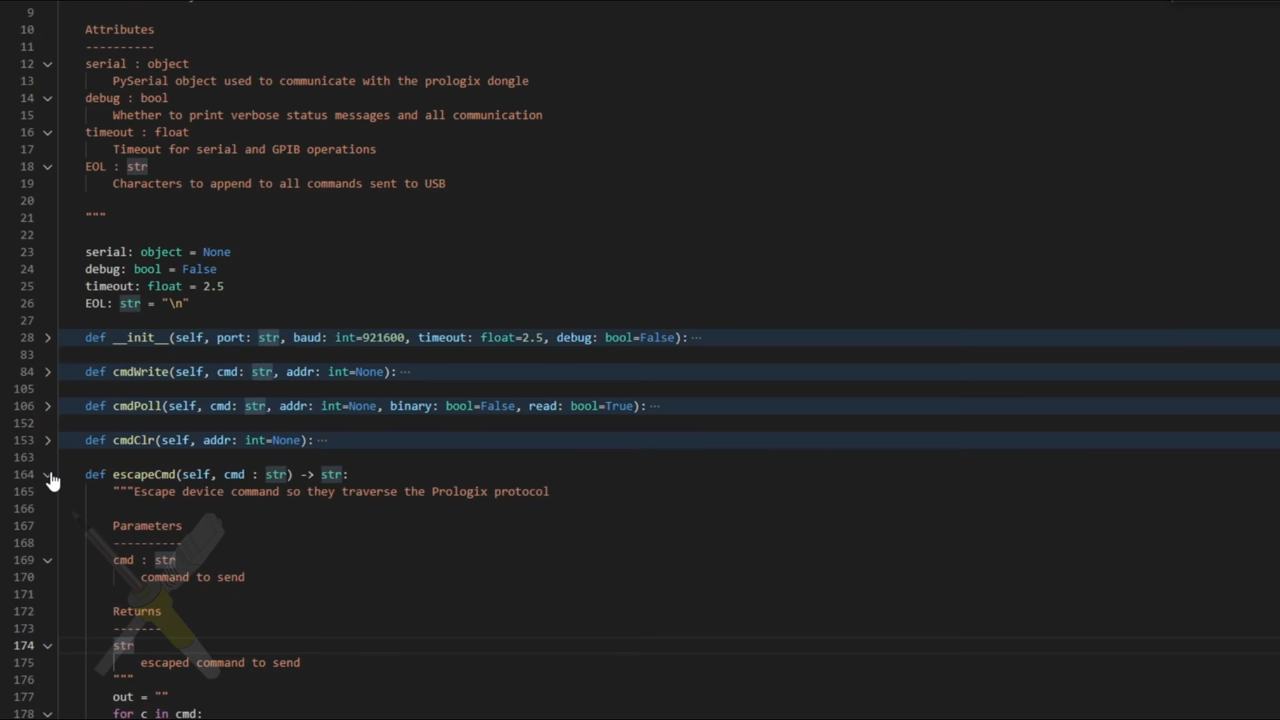 9
10 Attributes
11 ----------
12 serial : object
13 PySerial object used to communicate with the prologix dongle
14 debug : bool
15 Whether to print verbose status messages and all communication
16 timeout : float
17 Timeout for serial and GPIB operations
18 EOL : str
19 Characters to append to all commands sent to USB
20
21 """
22
23 serial: object = None
24 debug: bool = False
25 timeout: float = 2.5
26 EOL: str = "\n"
27
28 def __init__(self, port: str, baud: int=921600, timeout: float=2.5, debug: bool=False):···
83
84 def cmdWrite(self, cmd: str, addr: int=None):···
105
106 def cmdPoll(self, cmd: str, addr: int=None, binary: bool=False, read: bool=True):···
152
153 def cmdClr(self, addr: int=None):···
163
164 def escapeCmd(self, cmd : str) -> str:
165 """Escape device command so they traverse the Prologix protocol
166
167 Parameters
168 ----------
169 cmd : str
170 command to send
171
172 Returns
173 -------
174 str
175 escaped command to send
176 """
177 out = ""
178 for c in cmd: